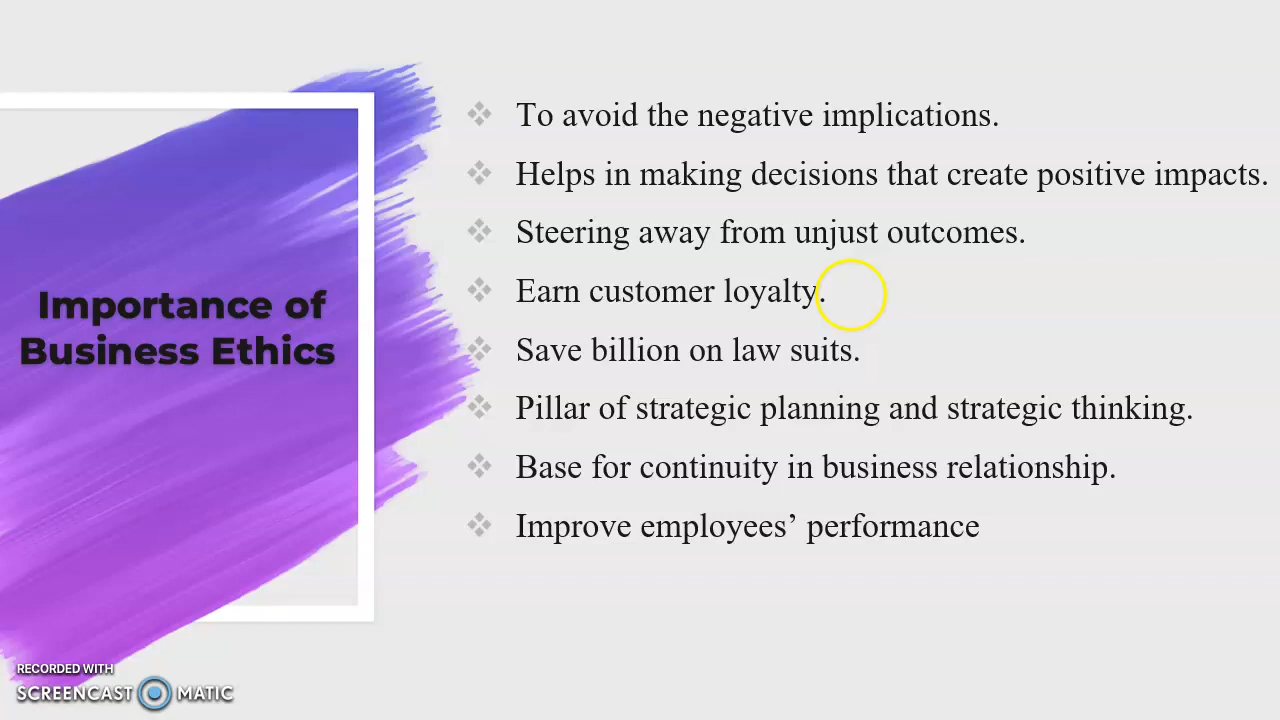 Importance of
Business Ethics
To avoid the negative implications.
Helps in making decisions that create positive impacts.
Steering away from unjust outcomes.
Earn customer loyalty.
Save billion on law suits.
Pillar of strategic planning and strategic thinking.
Base for continuity in business relationship.
Improve employees’ performance
RECORDED WITH
SCREENCAST MATIC